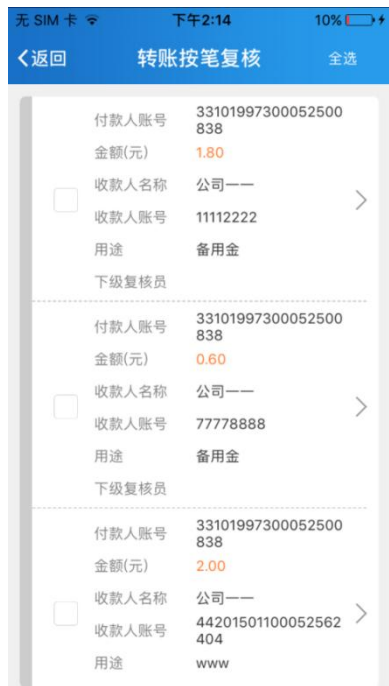 无 SIM 卡 下午2:14 10%
返回 转账按笔复核 全选
付款人账号 33101997300052500
838
金额(元) 1.80
收款人名称 公司一一
收款人账号 11112222
用途 备用金
下级复核员
付款人账号 33101997300052500
838
金额(元) 0.60
收款人名称 公司一一
收款人账号 77778888
用途 备用金
下级复核员
付款人账号 33101997300052500
838
金额(元) 2.00
收款人名称 公司一一
收款人账号 44201501100052562
404
用途 www